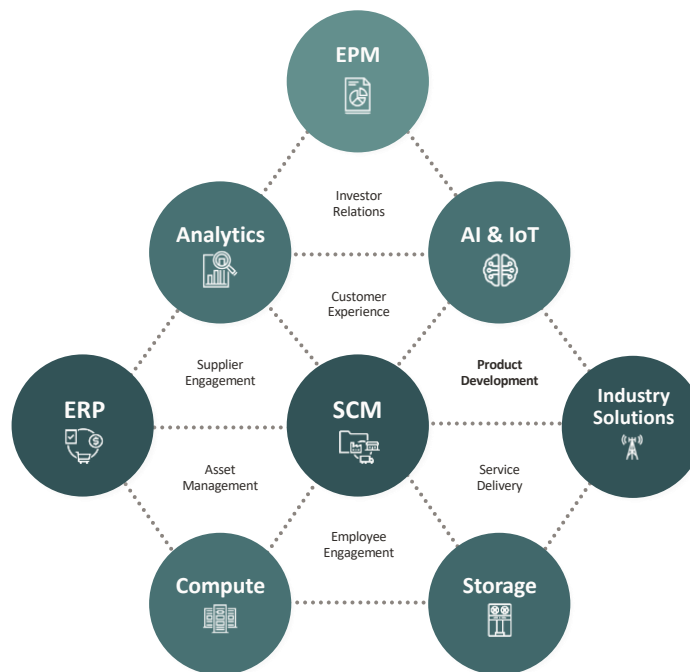 EPM
Investor
Relations
Analytics
AI & IoT
Customer
Experience
Supplier
Engagement
Product
Development
ERP
SCM
Industry
Solutions
Asset
Management
Service
Delivery
Employee
Engagement
Compute
Storage